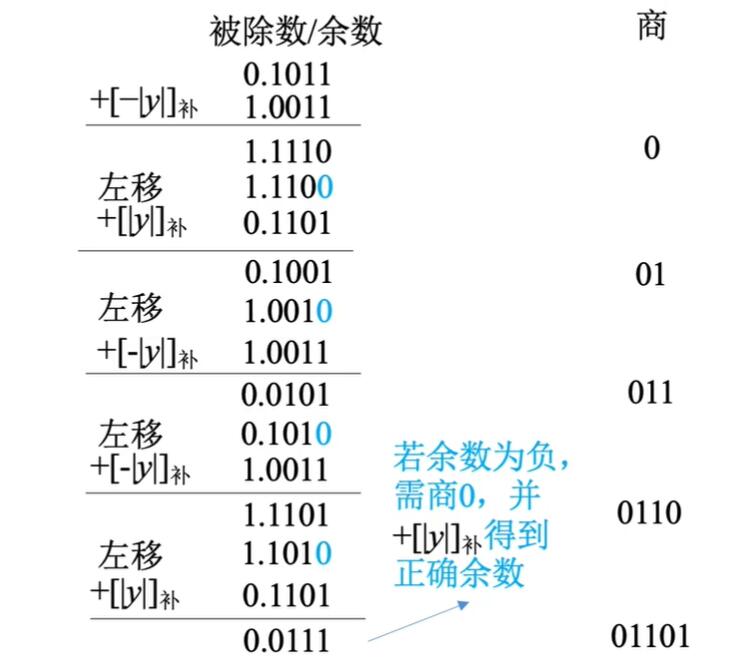 被除数/余数 商
0.1011
+[−|y|]补 1.0011
1.1110 0
左移 1.1100
+[|y|]补 0.1101
0.1001 01
左移 1.0010
+[-|y|]补 1.0011
0.0101 011
左移 0.1010
+[-|y|]补 1.0011
1.1101 0110
左移 1.1010
+[|y|]补 0.1101
0.0111 01101
若余数为负，
需商0，并
+[|y|]补得到
正确余数